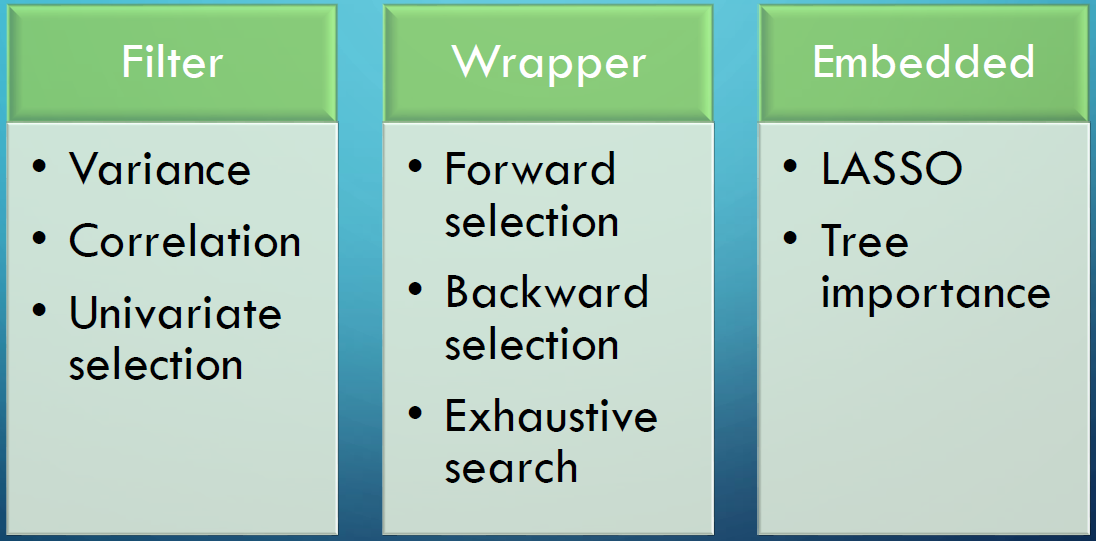 Filter
• Variance
• Correlation
• Univariate
selection
Wrapper
• Forward
selection
• Backward
selection
• Exhaustive
search
Embedded
• LASSO
• Tree
importance